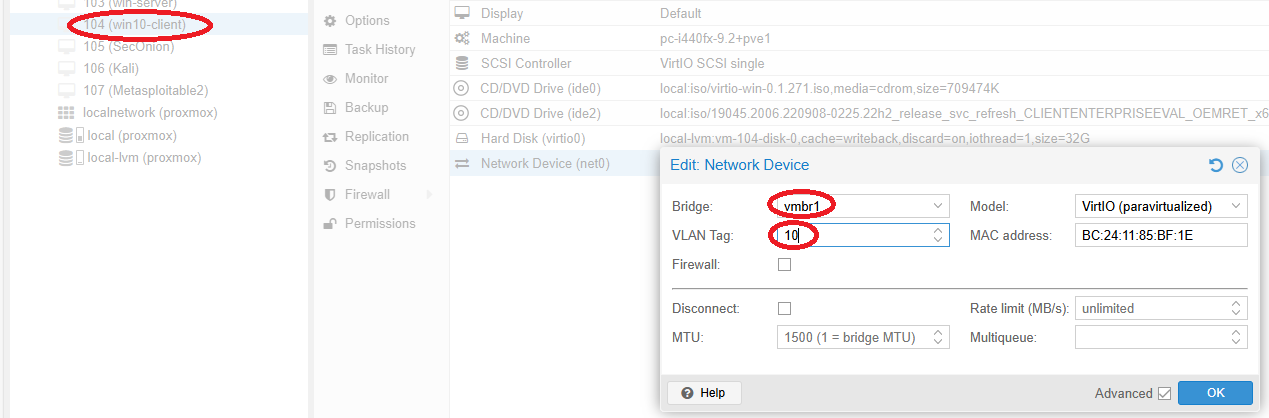 103 (win-server)
104 (win10-client)
105 (SecOnion)
106 (Kali)
107 (Metasploitable2)
localnetwork (proxmox)
local (proxmox)
local-lvm (proxmox)
Options
Task History
Monitor
Backup
Replication
Snapshots
Firewall
Permissions
Display Default
Machine pc-i440fx-9.2+pve1
SCSI Controller VirtIO SCSI single
CD/DVD Drive (ide0) local:iso/virtio-win-0.1.271.iso,media=cdrom,size=709474K
CD/DVD Drive (ide2) local:iso/19045.2006.220908-0225.22h2_release_svc_refresh_CLIENTENTERPRISEEVAL_OEMRET_x6
Hard Disk (virtio0) local-lvm:vm-104-disk-0,cache=writeback,discard=on,iothread=1,size=32G
Network Device (net0)
Edit: Network Device
Bridge: vmbr1 Model: VirtIO (paravirtualized)
VLAN Tag: 10 MAC address: BC:24:11:85:BF:1E
Firewall:
Disconnect: Rate limit (MB/s): unlimited
MTU: 1500 (1 = bridge MTU) Multiqueue:
Help Advanced OK